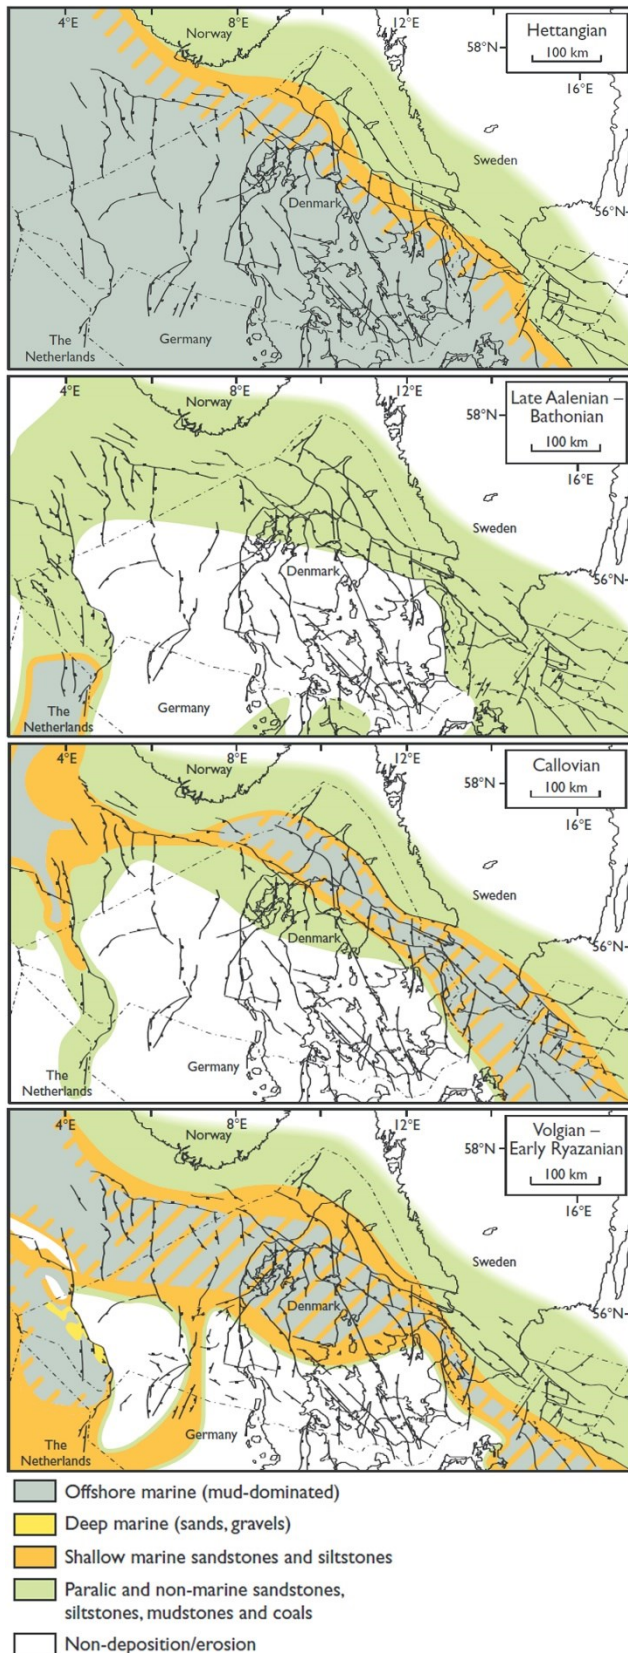 4°E 8°E 12°E
Norway
58°N
Hettangian
100 km
16°E
Sweden
Denmark
56°N
The
Netherlands
Germany
4°E 8°E 12°E
Norway
58°N
Late Aalenian –
Bathonian
100 km
16°E
Sweden
Denmark
56°N
The
Netherlands
Germany
4°E 8°E 12°E
Norway
58°N
Callovian
100 km
16°E
Sweden
Denmark
56°N
Germany
The
Netherlands
4°E 8°E 12°E
Norway
58°N
Volgian –
Early Ryazanian
100 km
16°E
Sweden
Denmark
56°N
The
Netherlands
Germany
Offshore marine (mud-dominated)
Deep marine (sands, gravels)
Shallow marine sandstones and siltstones
Paralic and non-marine sandstones,
siltstones, mudstones and coals
Non-deposition/erosion